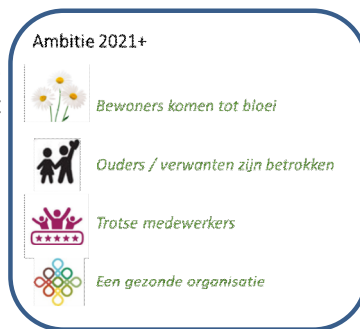 Ambitie 2021+
Bewoners komen tot bloei
Ouders / verwanten zijn betrokken
Trotse medewerkers
Een gezonde organisatie